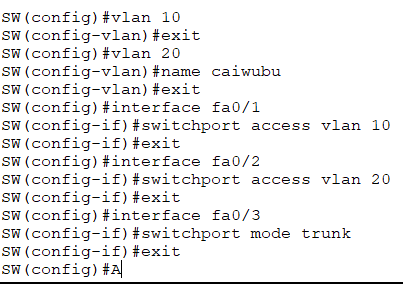 SW(config)#vlan 10
SW(config-vlan)#exit
SW(config)#vlan 20
SW(config-vlan)#name caiwubu
SW(config-vlan)#exit
SW(config)#interface fa0/1
SW(config-if)#switchport access vlan 10
SW(config-if)#exit
SW(config)#interface fa0/2
SW(config-if)#switchport access vlan 20
SW(config-if)#exit
SW(config)#interface fa0/3
SW(config-if)#switchport mode trunk
SW(config-if)#exit
SW(config)#A